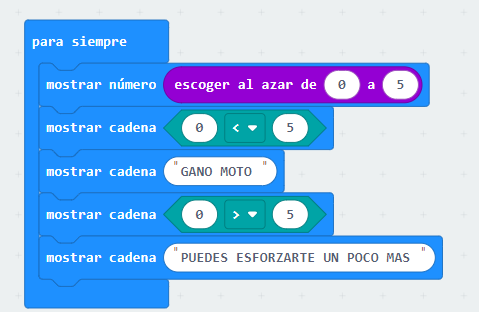 para siempre
mostrar número escoger al azar de 0 a 5
mostrar cadena 0 < 5
mostrar cadena "GANO MOTO "
mostrar cadena 0 > 5
mostrar cadena "PUEDES ESFORZARTE UN POCO MAS "